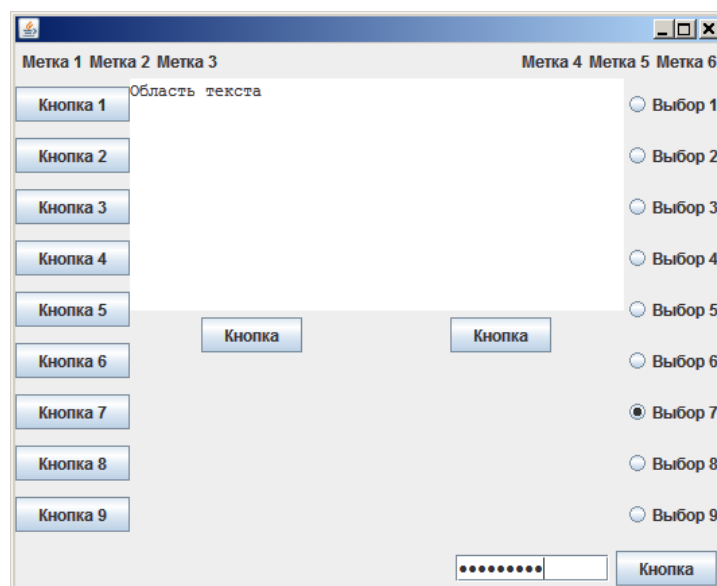 Метка 1 Метка 2 Метка 3 Метка 4 Метка 5 Метка 6
Кнопка 1 Область текста Выбор 1
Кнопка 2 Выбор 2
Кнопка 3 Выбор 3
Кнопка 4 Выбор 4
Кнопка 5 Выбор 5
Кнопка Кнопка
Кнопка 6 Выбор 6
Кнопка 7 Выбор 7
Кнопка 8 Выбор 8
Кнопка 9 Выбор 9
Кнопка